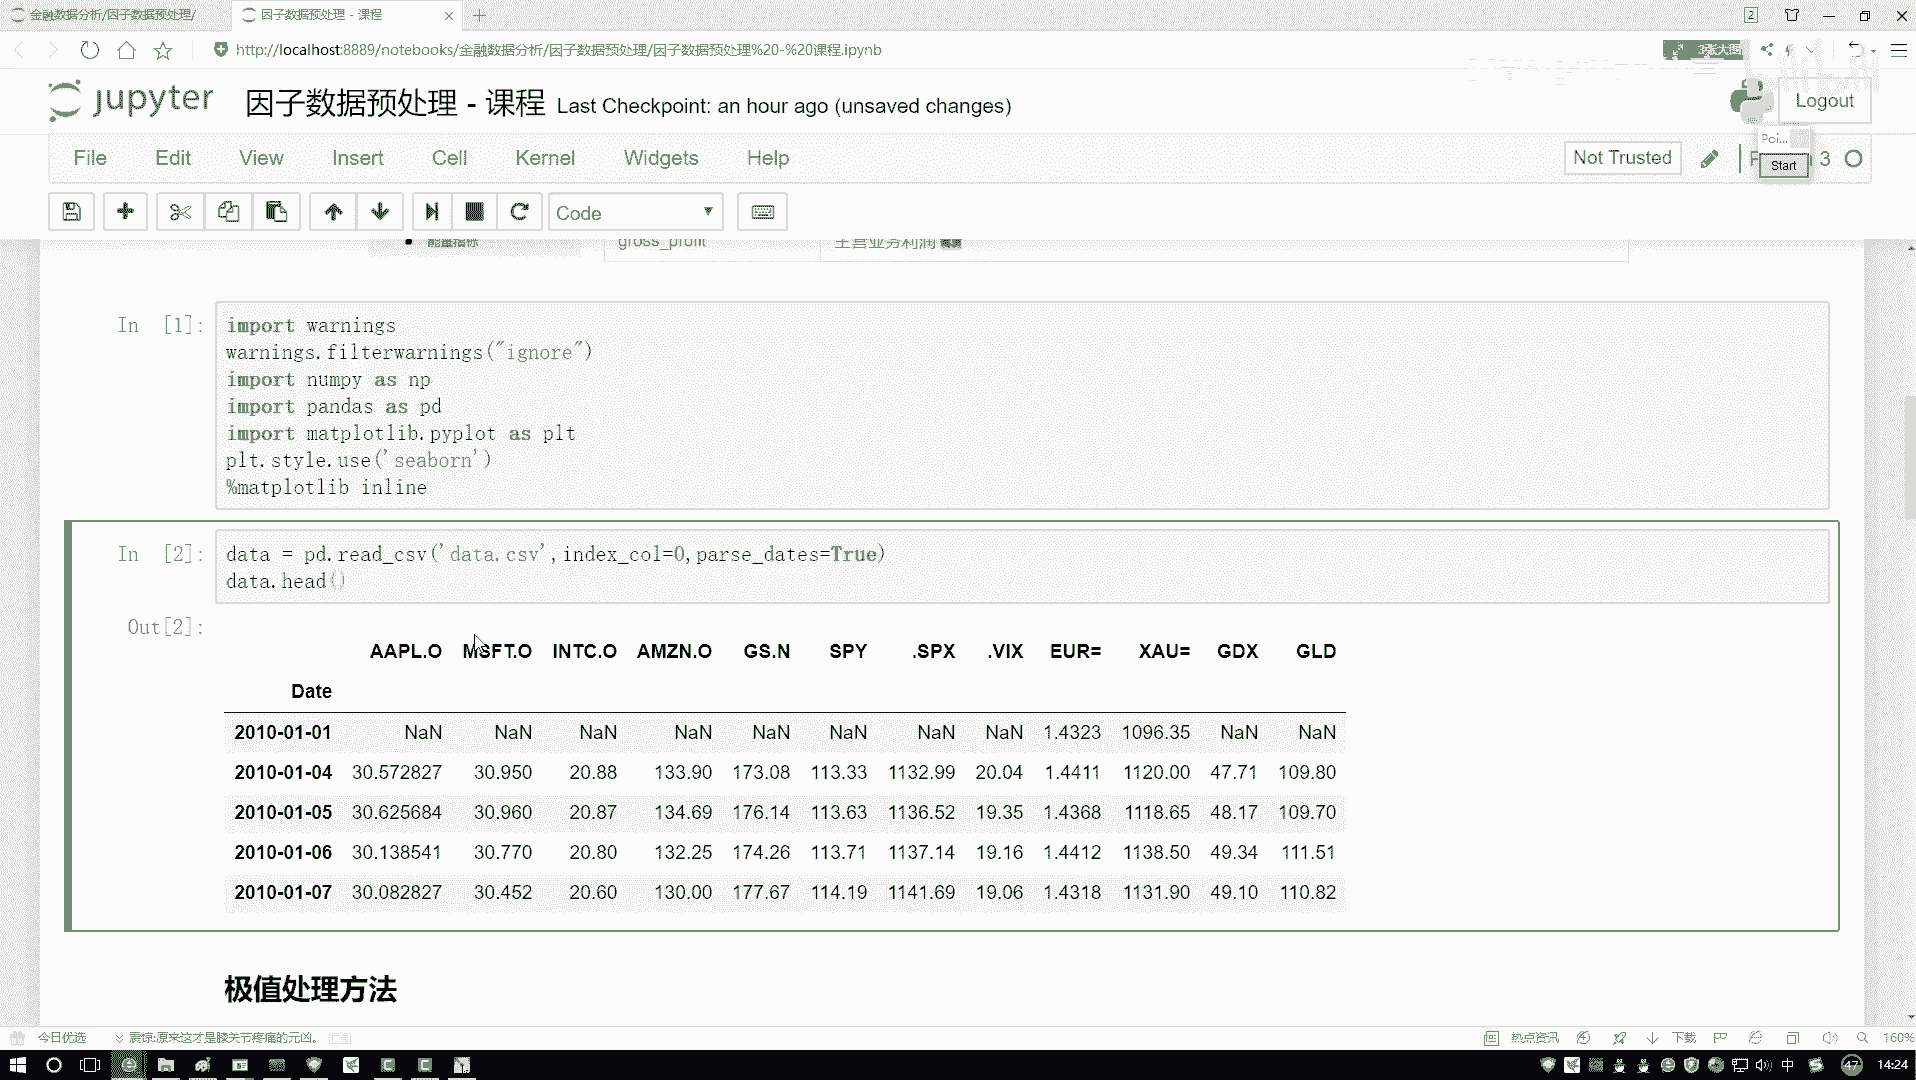 金融数据分析/因子数据预处理/
因子数据预处理 - 课程
2
http://localhost:8889/notebooks/金融数据分析/因子数据预处理/因子数据预处理%20-%20课程.ipynb
3张大图
jupyter 因子数据预处理 - 课程 Last Checkpoint: an hour ago (unsaved changes)
Logout
File Edit View Insert Cell Kernel Widgets Help
Not Trusted
3
Poi...
Start
Code
能量指标 gross_profit 主营业务利润
In [1]:
import warnings
warnings.filterwarnings("ignore")
import numpy as np
import pandas as pd
import matplotlib.pyplot as plt
plt.style.use('seaborn')
%matplotlib inline
In [2]:
data = pd.read_csv('data.csv',index_col=0,parse_dates=True)
data.head()
Out[2]:
AAPL.O MSFT.O INTC.O AMZN.O GS.N SPY .SPX .VIX EUR= XAU= GDX GLD
Date
2010-01-01 NaN NaN NaN NaN NaN NaN NaN NaN 1.4323 1096.35 NaN NaN
2010-01-04 30.572827 30.950 20.88 133.90 173.08 113.33 1132.99 20.04 1.4411 1120.00 47.71 109.80
2010-01-05 30.625684 30.960 20.87 134.69 176.14 113.63 1136.52 19.35 1.4368 1118.65 48.17 109.70
2010-01-06 30.138541 30.770 20.80 132.25 174.26 113.71 1137.14 19.16 1.4412 1138.50 49.34 111.51
2010-01-07 30.082827 30.452 20.60 130.00 177.67 114.19 1141.69 19.06 1.4318 1131.90 49.10 110.82
极值处理方法
今日优选
震惊:原来这才是膝关节疼痛的元凶。
热点资讯
下载
160%
中
47
14:24